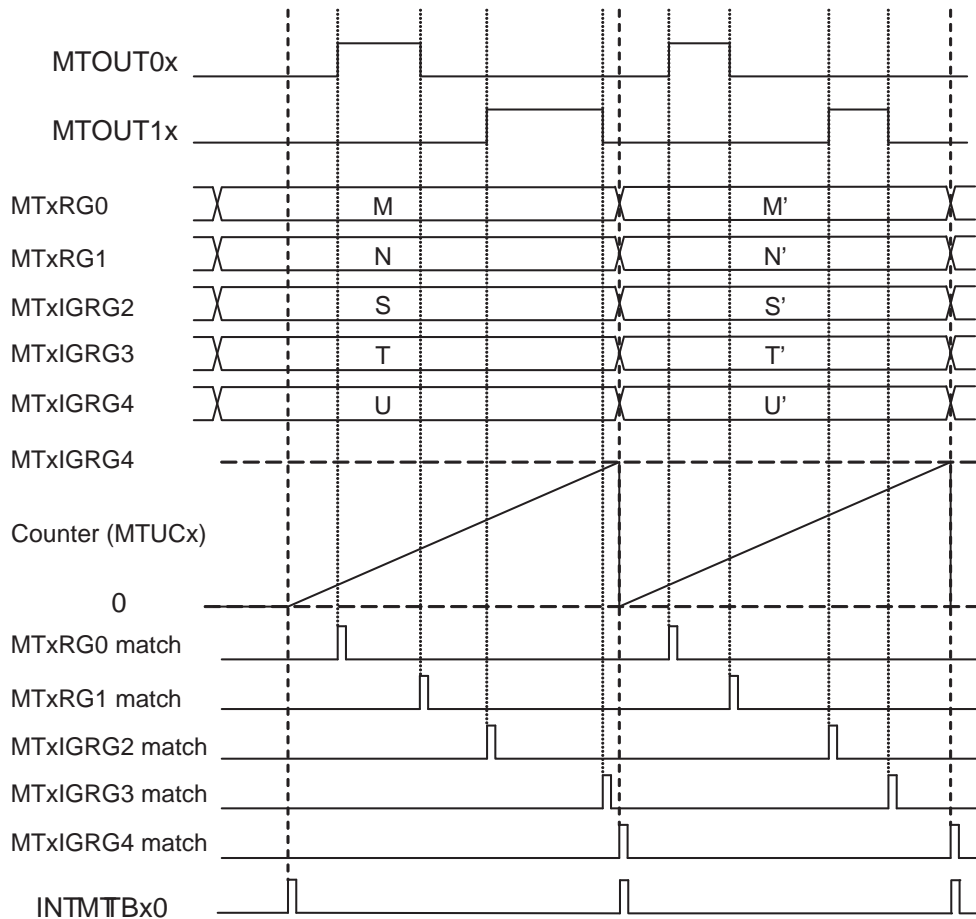 MTOUT0x
MTOUT1x
MTxRG0 M M’
MTxRG1 N N’
MTxIGRG2 S S’
MTxIGRG3 T T’
MTxIGRG4 U U’
MTxIGRG4
Counter (MTUCx)
0
MTxRG0 match
MTxRG1 match
MTxIGRG2 match
MTxIGRG3 match
MTxIGRG4 match
INTMTTBx0